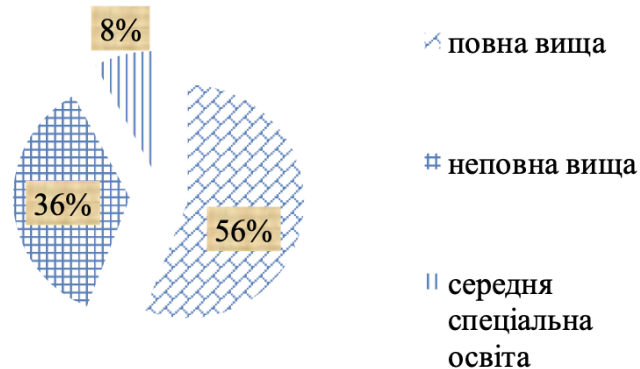 8%
36%
56%
повна вища
неповна вища
середня
спеціальна
освіта